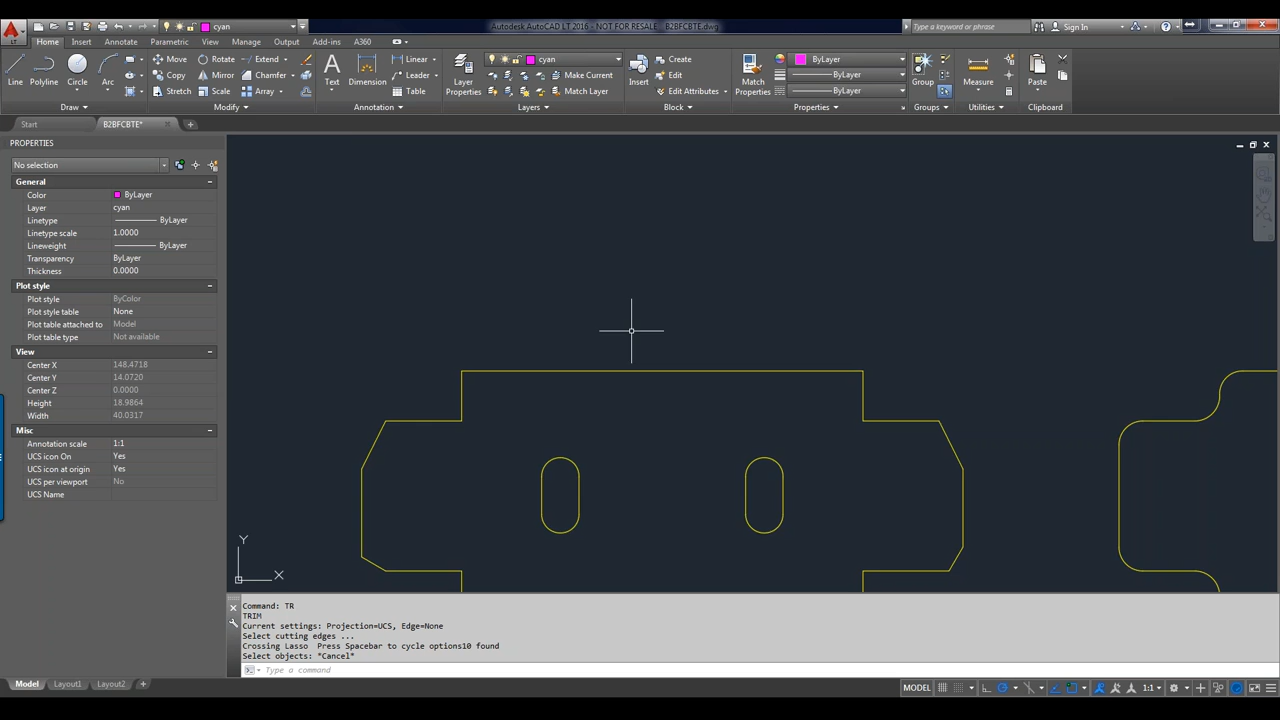 cyan
Autodesk AutoCAD LT 2016 - NOT FOR RESALE B2BFCBTE.dwg
Type a keyword or phrase
Sign In
LT
Home Insert Annotate Parametric View Manage Output Add-ins A360
Line Polyline Circle Arc
Draw
Move Rotate Extend
Copy Mirror Chamfer
Stretch Scale Array
Modify
Text Dimension
Linear
Leader
Table
Annotation
Layer Properties
cyan
Make Current
Match Layer
Layers
Insert
Create
Edit
Edit Attributes
Block
Match Properties
ByLayer
ByLayer
ByLayer
Properties
Group
Groups
Measure
Utilities
Paste
Clipboard
Start B2BFCBTE*
PROPERTIES
No selection
General
Color ByLayer
Layer cyan
Linetype ByLayer
Linetype scale 1.0000
Lineweight ByLayer
Transparency ByLayer
Thickness 0.0000
Plot style
Plot style ByColor
Plot style table None
Plot table attached to Model
Plot table type Not available
View
Center X 148.4718
Center Y 14.0720
Center Z 0.0000
Height 18.9864
Width 40.0317
Misc
Annotation scale 1:1
UCS icon On Yes
UCS icon at origin Yes
UCS per viewport No
UCS Name
Y
X
Command: TR
TRIM
Current settings: Projection=UCS, Edge=None
Select cutting edges ...
Crossing Lasso  Press Spacebar to cycle options10 found
Select objects: *Cancel*
Type a command
Model Layout1 Layout2
MODEL 1:1